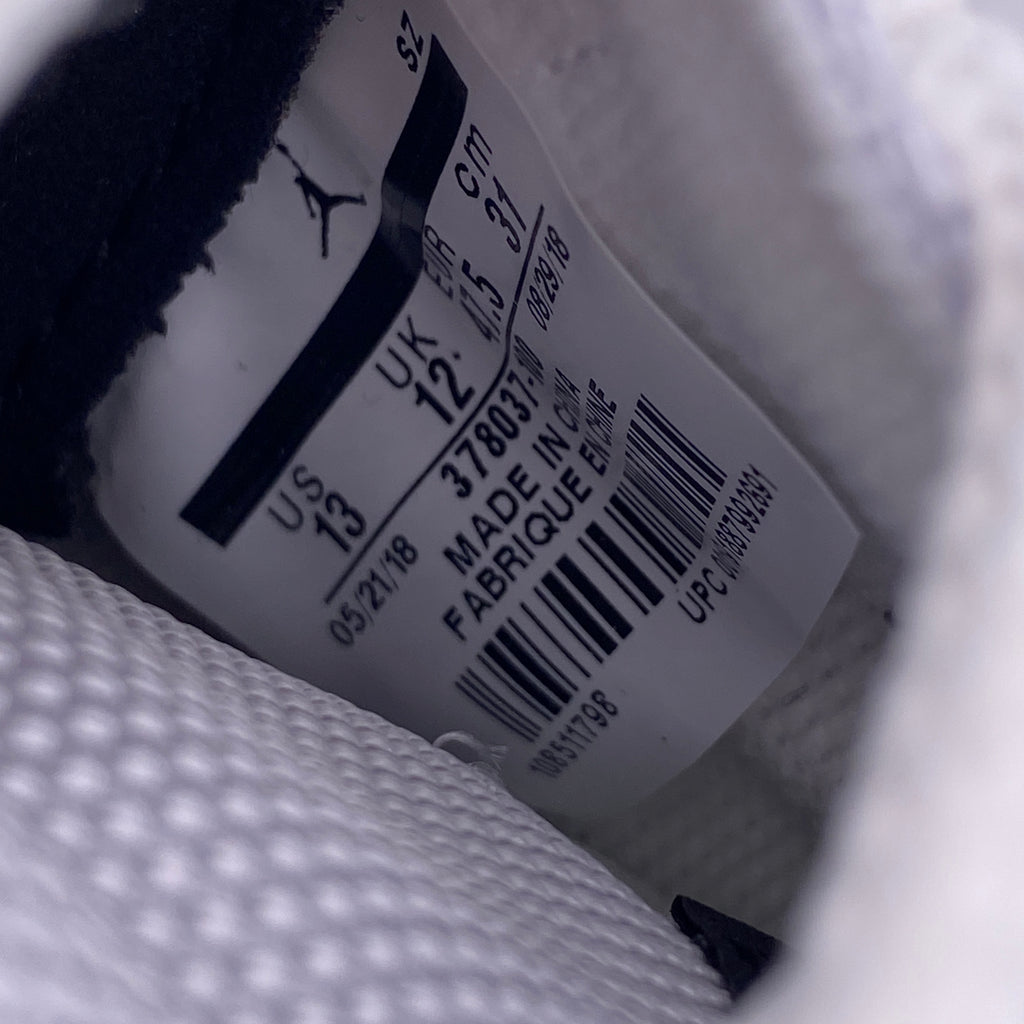 SZ
US UK EUR cm
13 12. 47.5 31
05/21/18 08/29/18
378037-100
MADE IN CHINA
FABRIQUE EN CHINE
UPC
108511798